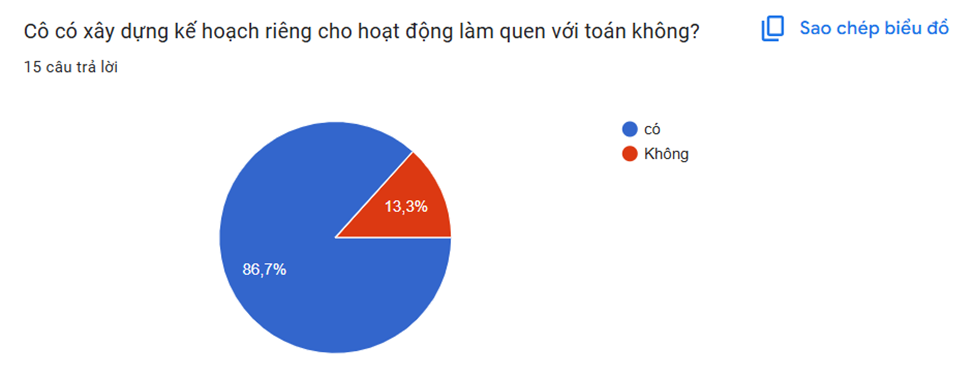 Cô có xây dựng kế hoạch riêng cho hoạt động làm quen với toán không?
Sao chép biểu đồ
15 câu trả lời
có
Không
13,3%
86,7%